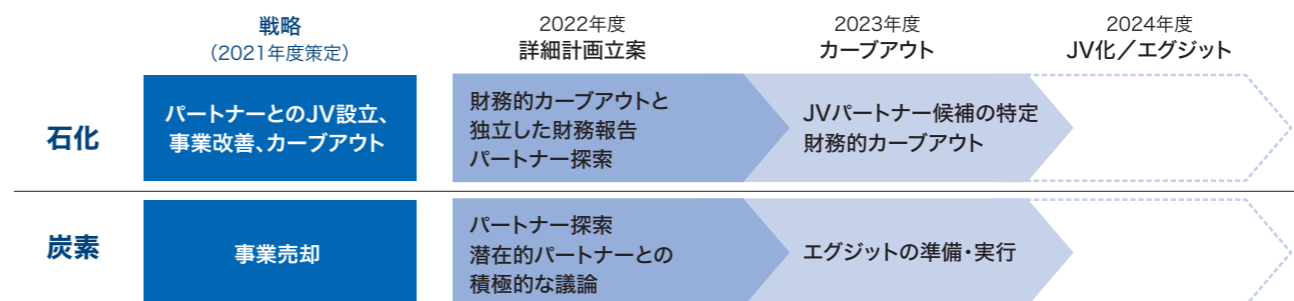 戦略
（2021年度策定）
2022年度
詳細計画立案
2023年度
カーブアウト
2024年度
JV化／エグジット
石化
パートナーとのJV設立、
事業改善、カーブアウト
財務的カーブアウトと
独立した財務報告
パートナー探索
JVパートナー候補の特定
財務的カーブアウト
炭素
事業売却
パートナー探索
潜在的パートナーとの
積極的な議論
エグジットの準備・実行